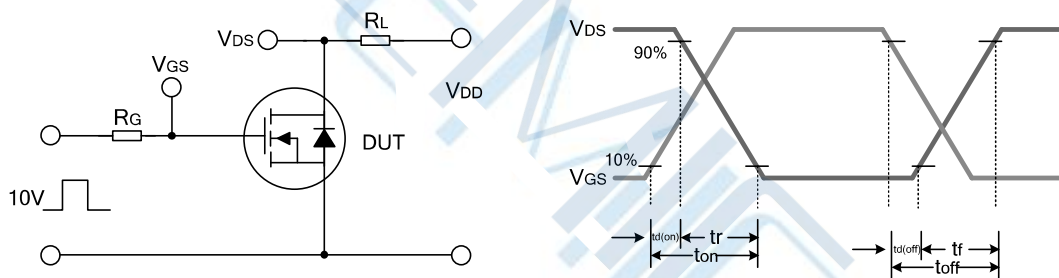 VDS
RL
VGS
VDD
RG
DUT
10V
VDS
90%
10%
VGS
td(on)
tr
ton
td(off)
tf
toff